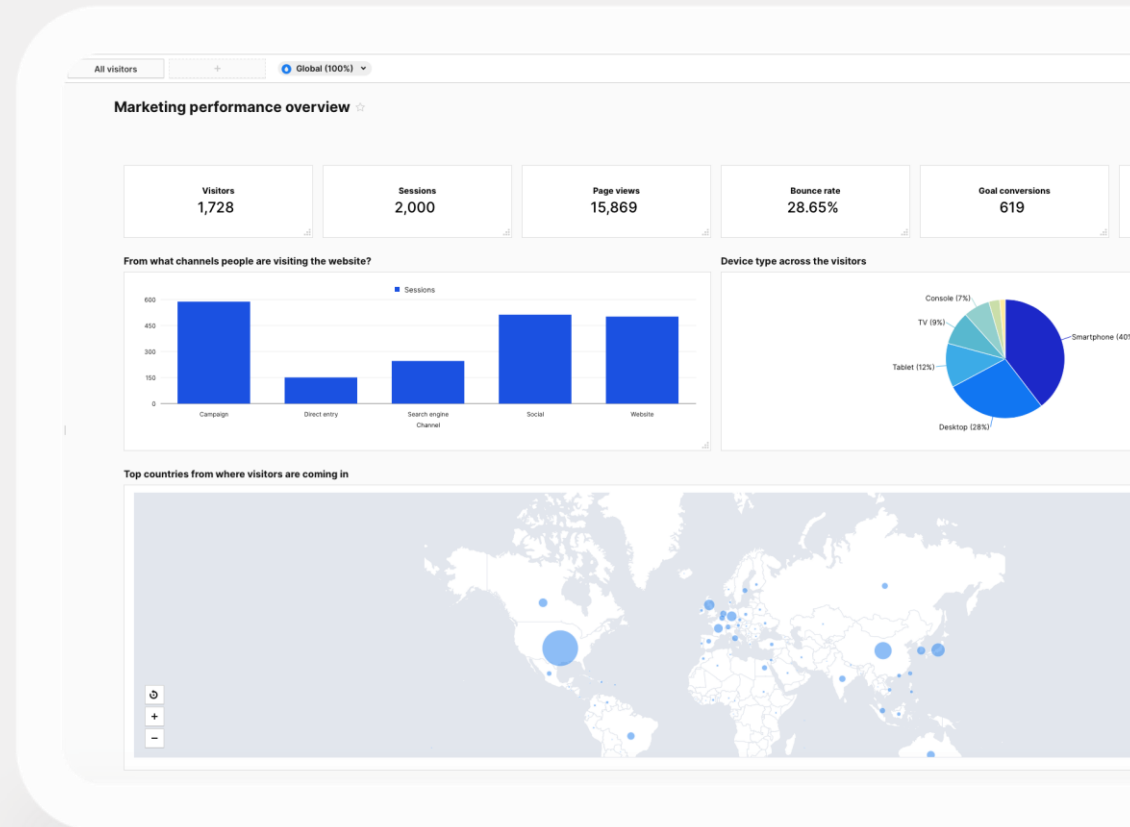 All visitors
+
Global (100%)
Marketing performance overview
Visitors
1,728
Sessions
2,000
Page views
15,869
Bounce rate
28.65%
Goal conversions
619
From what channels people are visiting the website?
Sessions
600
450
300
150
0
Campaign
Direct entry
Search engine
Social
Website
Channel
Device type across the visitors
Console (7%)
TV (9%)
Smartphone (40%
Tablet (12%)
Desktop (28%)
Top countries from where visitors are coming in
+
−